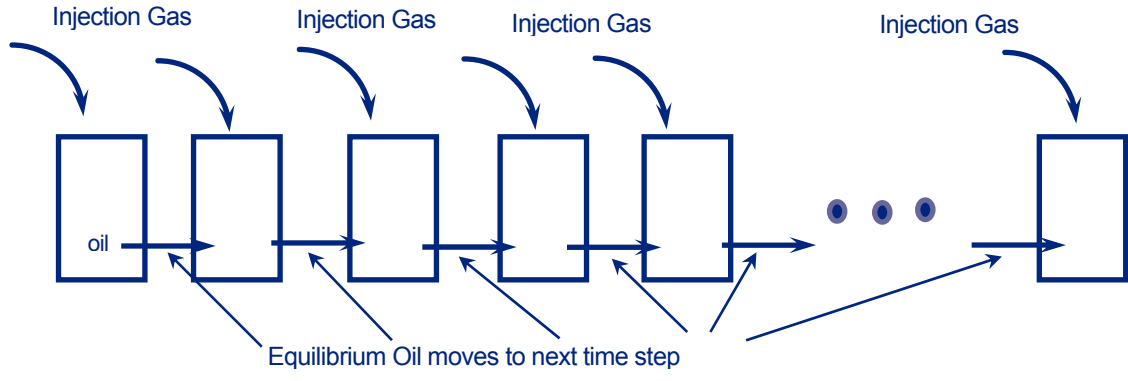 Injection Gas
Injection Gas
Injection Gas
Injection Gas
oil
Equilibrium Oil moves to next time step